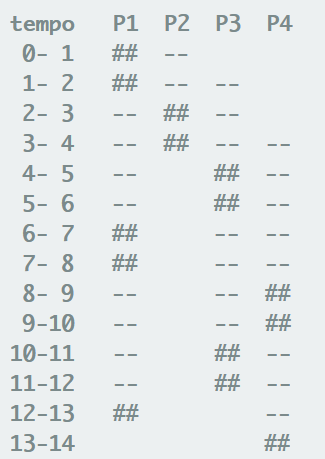 tempo   P1  P2  P3  P4
 0- 1   ##  --
 1- 2   ##  --  --
 2- 3   --  ##  --
 3- 4   --  ##  --  --
 4- 5   --      ##  --
 5- 6   --      ##  --
 6- 7   ##      --  --
 7- 8   ##      --  --
 8- 9   --      --  ##
 9-10   --      --  ##
10-11   --      ##  --
11-12   --      ##  --
12-13   ##          --
13-14               ##